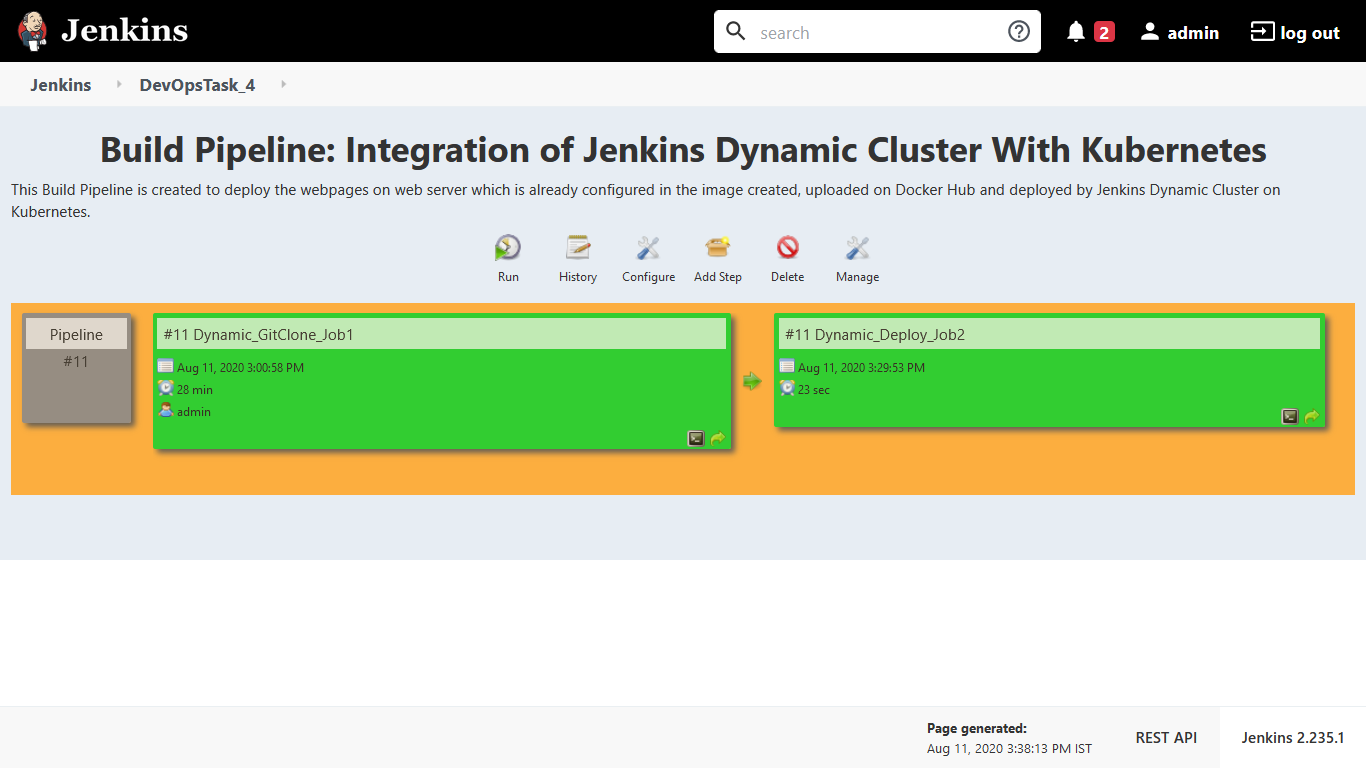 Jenkins
search
2
admin
log out
Jenkins
DevOpsTask_4
Build Pipeline: Integration of Jenkins Dynamic Cluster With Kubernetes
This Build Pipeline is created to deploy the webpages on web server which is already configured in the image created, uploaded on Docker Hub and deployed by Jenkins Dynamic Cluster on
Kubernetes.
Run
History
Configure
Add Step
Delete
Manage
Pipeline
#11
#11 Dynamic_GitClone_Job1
Aug 11, 2020 3:00:58 PM
28 min
admin
#11 Dynamic_Deploy_Job2
Aug 11, 2020 3:29:53 PM
23 sec
Page generated:
Aug 11, 2020 3:38:13 PM IST
REST API
Jenkins 2.235.1